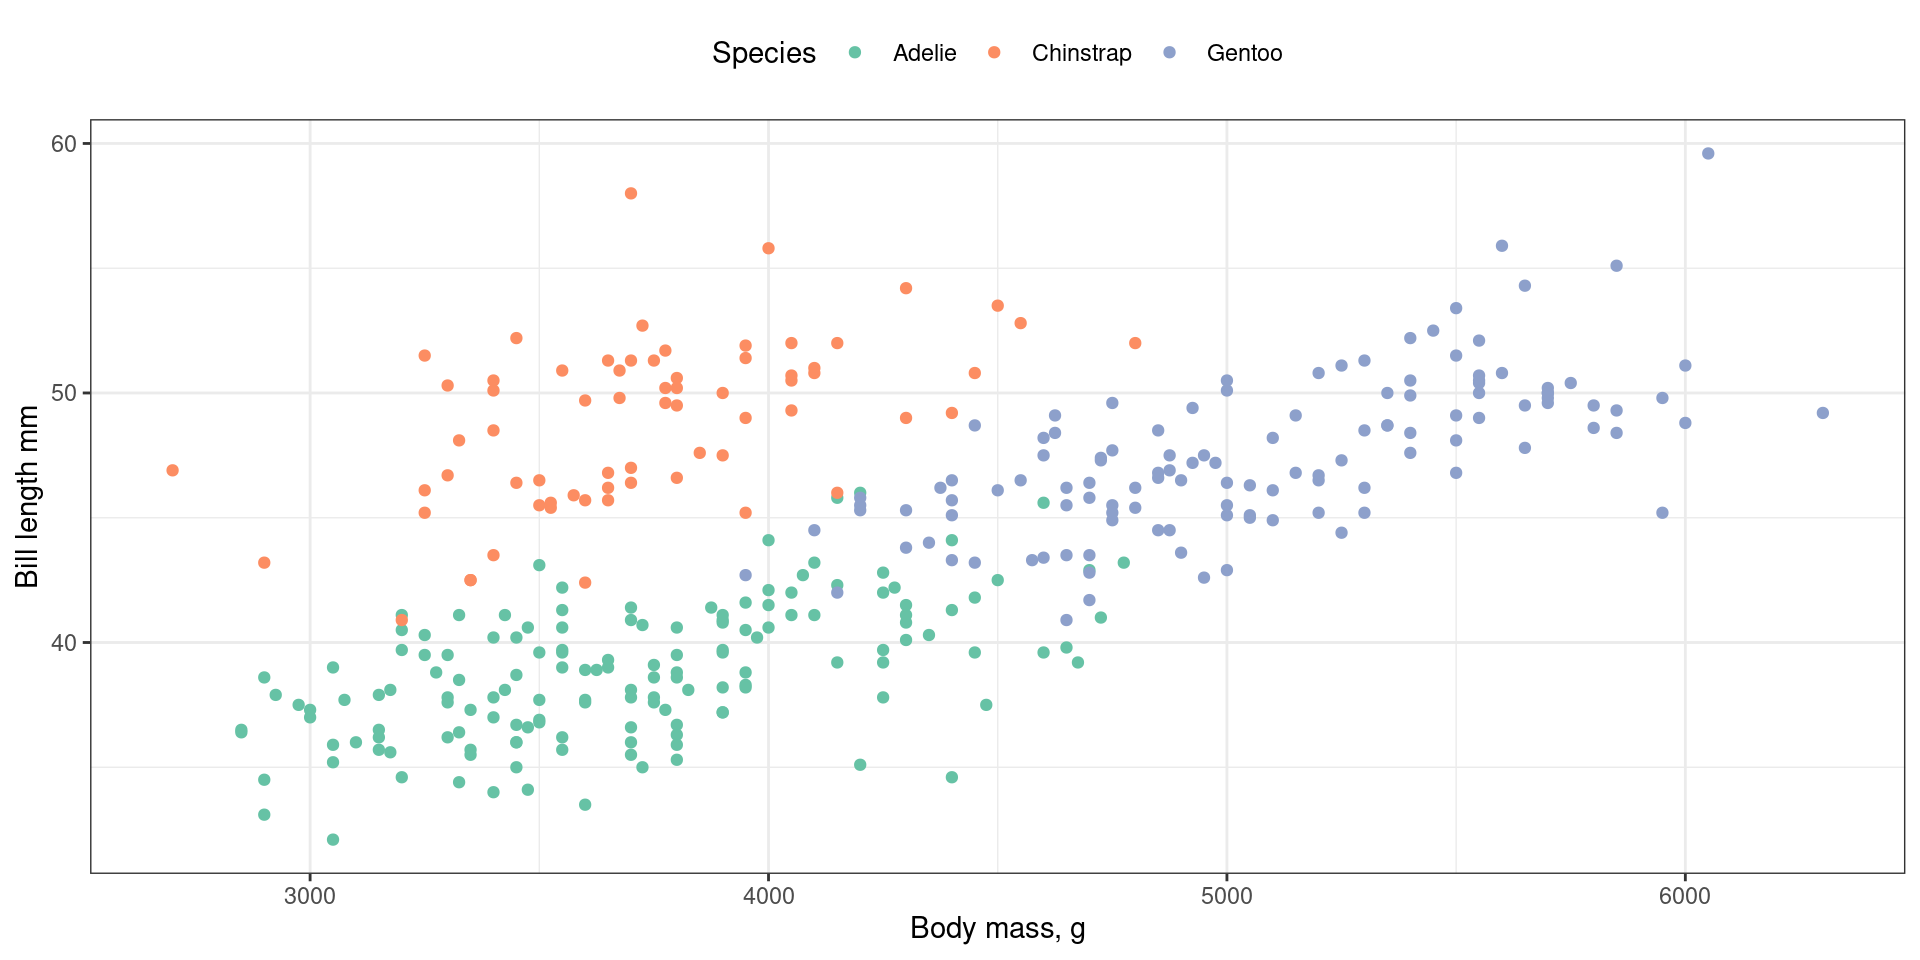 Species Adelie Chinstrap Gentoo
60
50
40
Bill length mm
3000 4000 5000 6000
Body mass, g